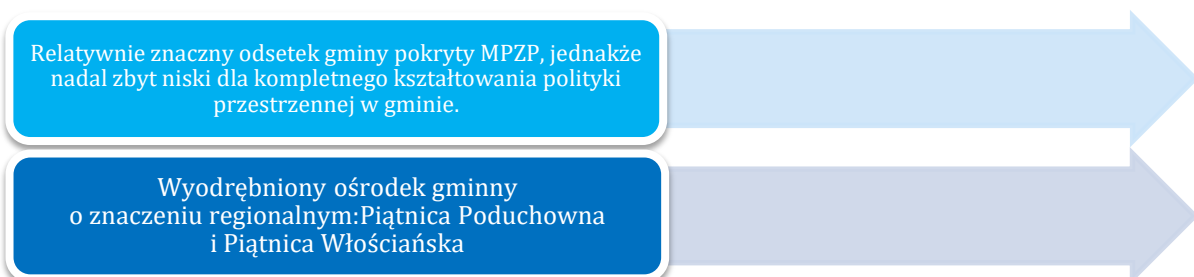 Relatywnie znaczny odsetek gminy pokryty MPZP, jednakże
nadal zbyt niski dla kompletnego kształtowania polityki
przestrzennej w gminie.
Wyodrębniony ośrodek gminny
o znaczeniu regionalnym:Piątnica Poduchowna
i Piątnica Włościańska